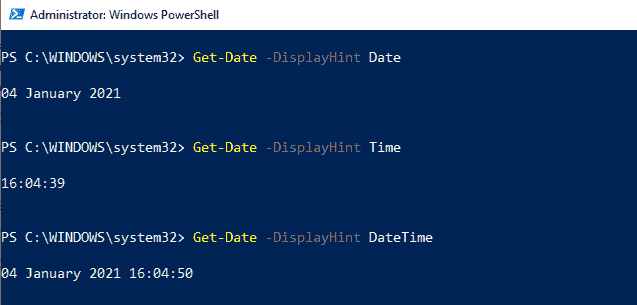 Administrator: Windows PowerShell
PS C:\WINDOWS\system32> Get-Date -DisplayHint Date
04 January 2021
PS C:\WINDOWS\system32> Get-Date -DisplayHint Time
16:04:39
PS C:\WINDOWS\system32> Get-Date -DisplayHint DateTime
04 January 2021 16:04:50